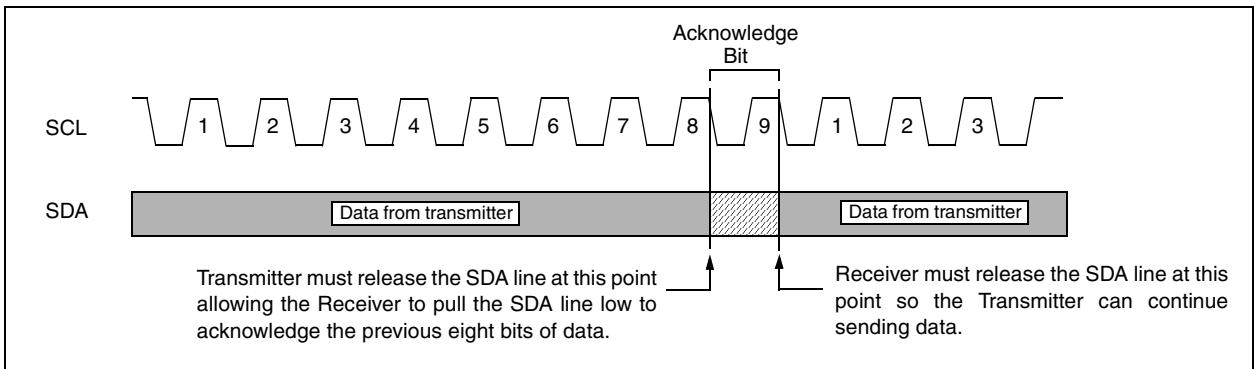 Acknowledge
Bit
SCL
1 2 3 4 5 6 7 8 9 1 2 3
SDA
Data from transmitter
Data from transmitter
Transmitter must release the SDA line at this point
allowing the Receiver to pull the SDA line low to
acknowledge the previous eight bits of data.
Receiver must release the SDA line at this
point so the Transmitter can continue
sending data.